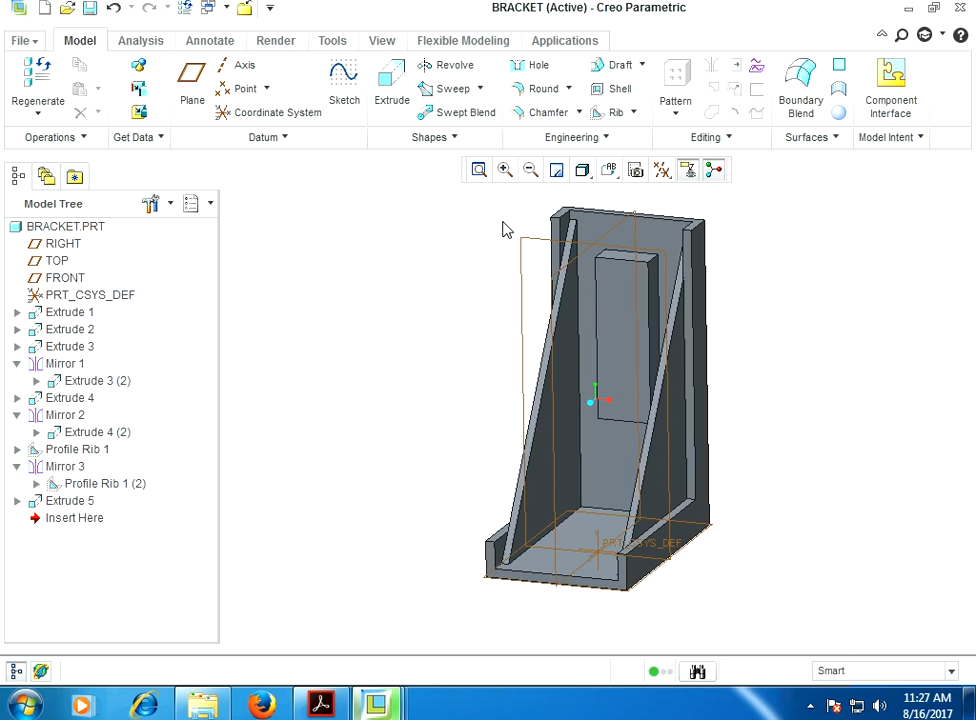 BRACKET (Active) - Creo Parametric
File
Model
Analysis
Annotate
Render
Tools
View
Flexible Modeling
Applications
Regenerate
Operations
Get Data
Plane
Axis
Point
Coordinate System
Datum
Sketch
Extrude
Revolve
Sweep
Swept Blend
Shapes
Hole
Round
Chamfer
Draft
Shell
Rib
Engineering
Pattern
Editing
Boundary
Blend
Surfaces
Component
Interface
Model Intent
Model Tree
BRACKET.PRT
RIGHT
TOP
FRONT
PRT_CSYS_DEF
Extrude 1
Extrude 2
Extrude 3
Mirror 1
Extrude 3 (2)
Extrude 4
Mirror 2
Extrude 4 (2)
Profile Rib 1
Mirror 3
Profile Rib 1 (2)
Extrude 5
Insert Here
PRT_CSYS_DEF
Smart
11:27 AM
8/16/2017